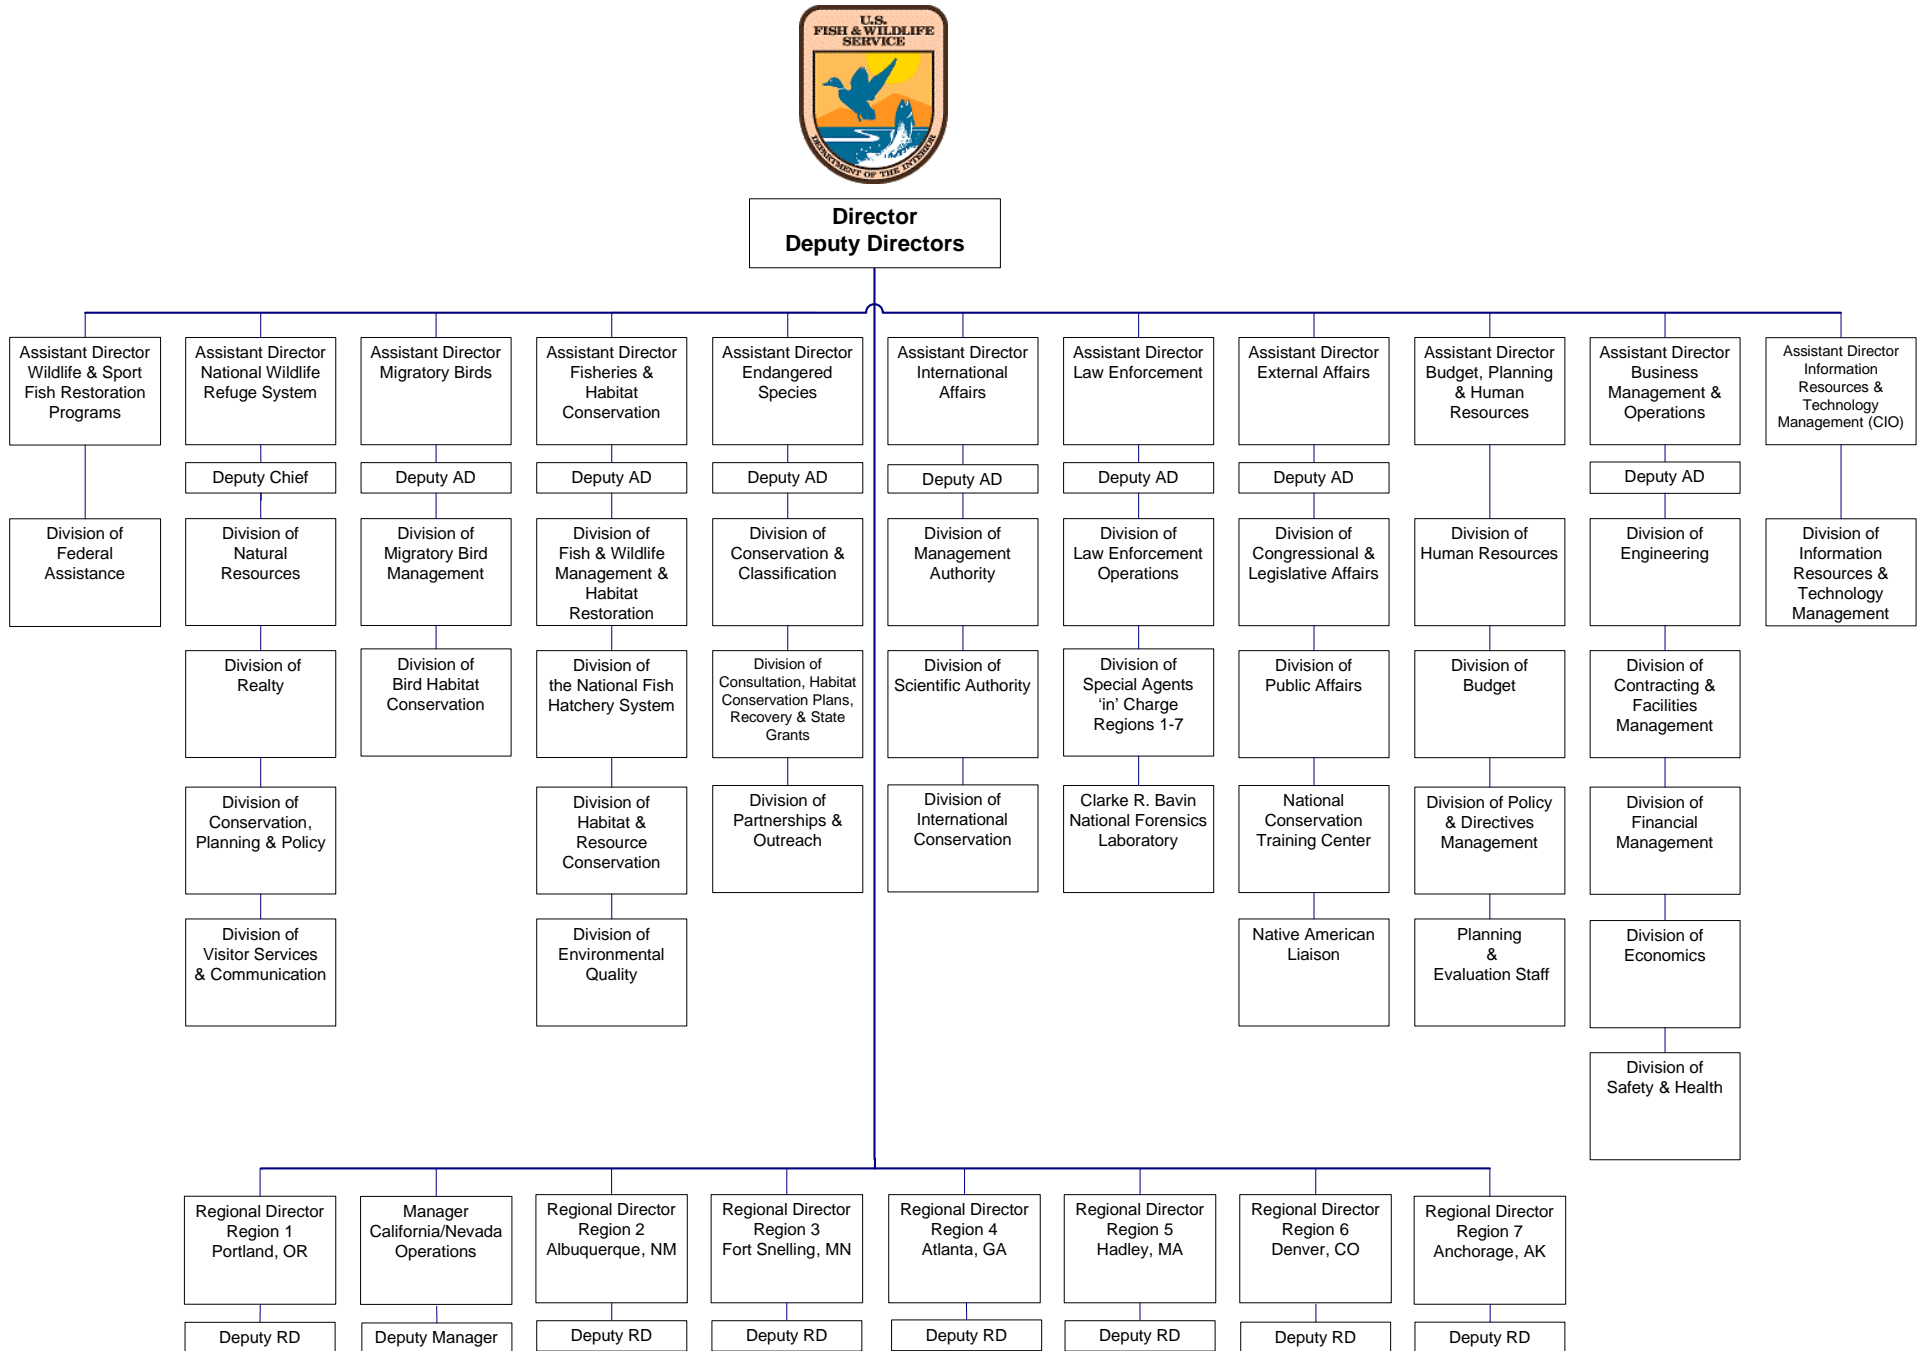 U.S.
FISH & WILDLIFE
SERVICE
DEPARTMENT OF THE INTERIOR
Director
Deputy Directors
Assistant Director
Wildlife & Sport
Fish Restoration
Programs
Division of
Federal
Assistance
Assistant Director
National Wildlife
Refuge System
Deputy Chief
Division of
Natural
Resources
Division of
Realty
Division of
Conservation,
Planning & Policy
Division of
Visitor Services
& Communication
Assistant Director
Migratory Birds
Deputy AD
Division of
Migratory Bird
Management
Division of
Bird Habitat
Conservation
Assistant Director
Fisheries &
Habitat
Conservation
Deputy AD
Division of
Fish & Wildlife
Management &
Habitat
Restoration
Division of
the National Fish
Hatchery System
Division of
Habitat &
Resource
Conservation
Division of
Environmental
Quality
Assistant Director
Endangered
Species
Deputy AD
Division of
Conservation &
Classification
Division of
Consultation, Habitat
Conservation Plans,
Recovery & State
Grants
Division of
Partnerships &
Outreach
Assistant Director
International
Affairs
Deputy AD
Division of
Management
Authority
Division of
Scientific Authority
Division of
International
Conservation
Assistant Director
Law Enforcement
Deputy AD
Division of
Law Enforcement
Operations
Division of
Special Agents
‘in’ Charge
Regions 1-7
Clarke R. Bavin
National Forensics
Laboratory
Assistant Director
External Affairs
Deputy AD
Division of
Congressional &
Legislative Affairs
Division of
Public Affairs
National
Conservation
Training Center
Native American
Liaison
Assistant Director
Budget, Planning
& Human
Resources
Division of
Human Resources
Division of
Budget
Division of Policy
& Directives
Management
Planning
&
Evaluation Staff
Assistant Director
Business
Management &
Operations
Deputy AD
Division of
Engineering
Division of
Contracting &
Facilities
Management
Division of
Financial
Management
Division of
Economics
Division of
Safety & Health
Assistant Director
Information
Resources &
Technology
Management (CIO)
Division of
Information
Resources &
Technology
Management
Regional Director
Region 1
Portland, OR
Deputy RD
Manager
California/Nevada
Operations
Deputy Manager
Regional Director
Region 2
Albuquerque, NM
Deputy RD
Regional Director
Region 3
Fort Snelling, MN
Deputy RD
Regional Director
Region 4
Atlanta, GA
Deputy RD
Regional Director
Region 5
Hadley, MA
Deputy RD
Regional Director
Region 6
Denver, CO
Deputy RD
Regional Director
Region 7
Anchorage, AK
Deputy RD